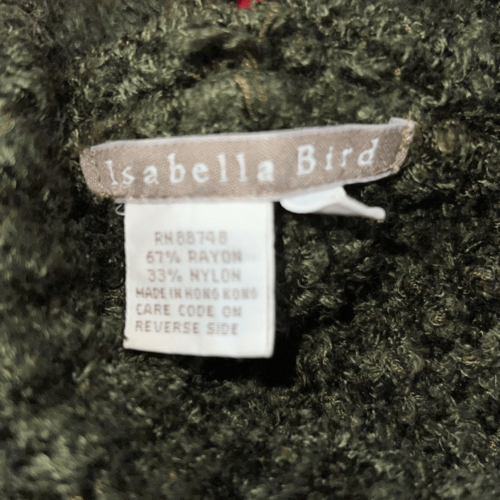 Isabella Bird
RN88748
67% RAYON
33% NYLON
MADE IN HONG KONG
CARE CODE ON
REVERSE SIDE